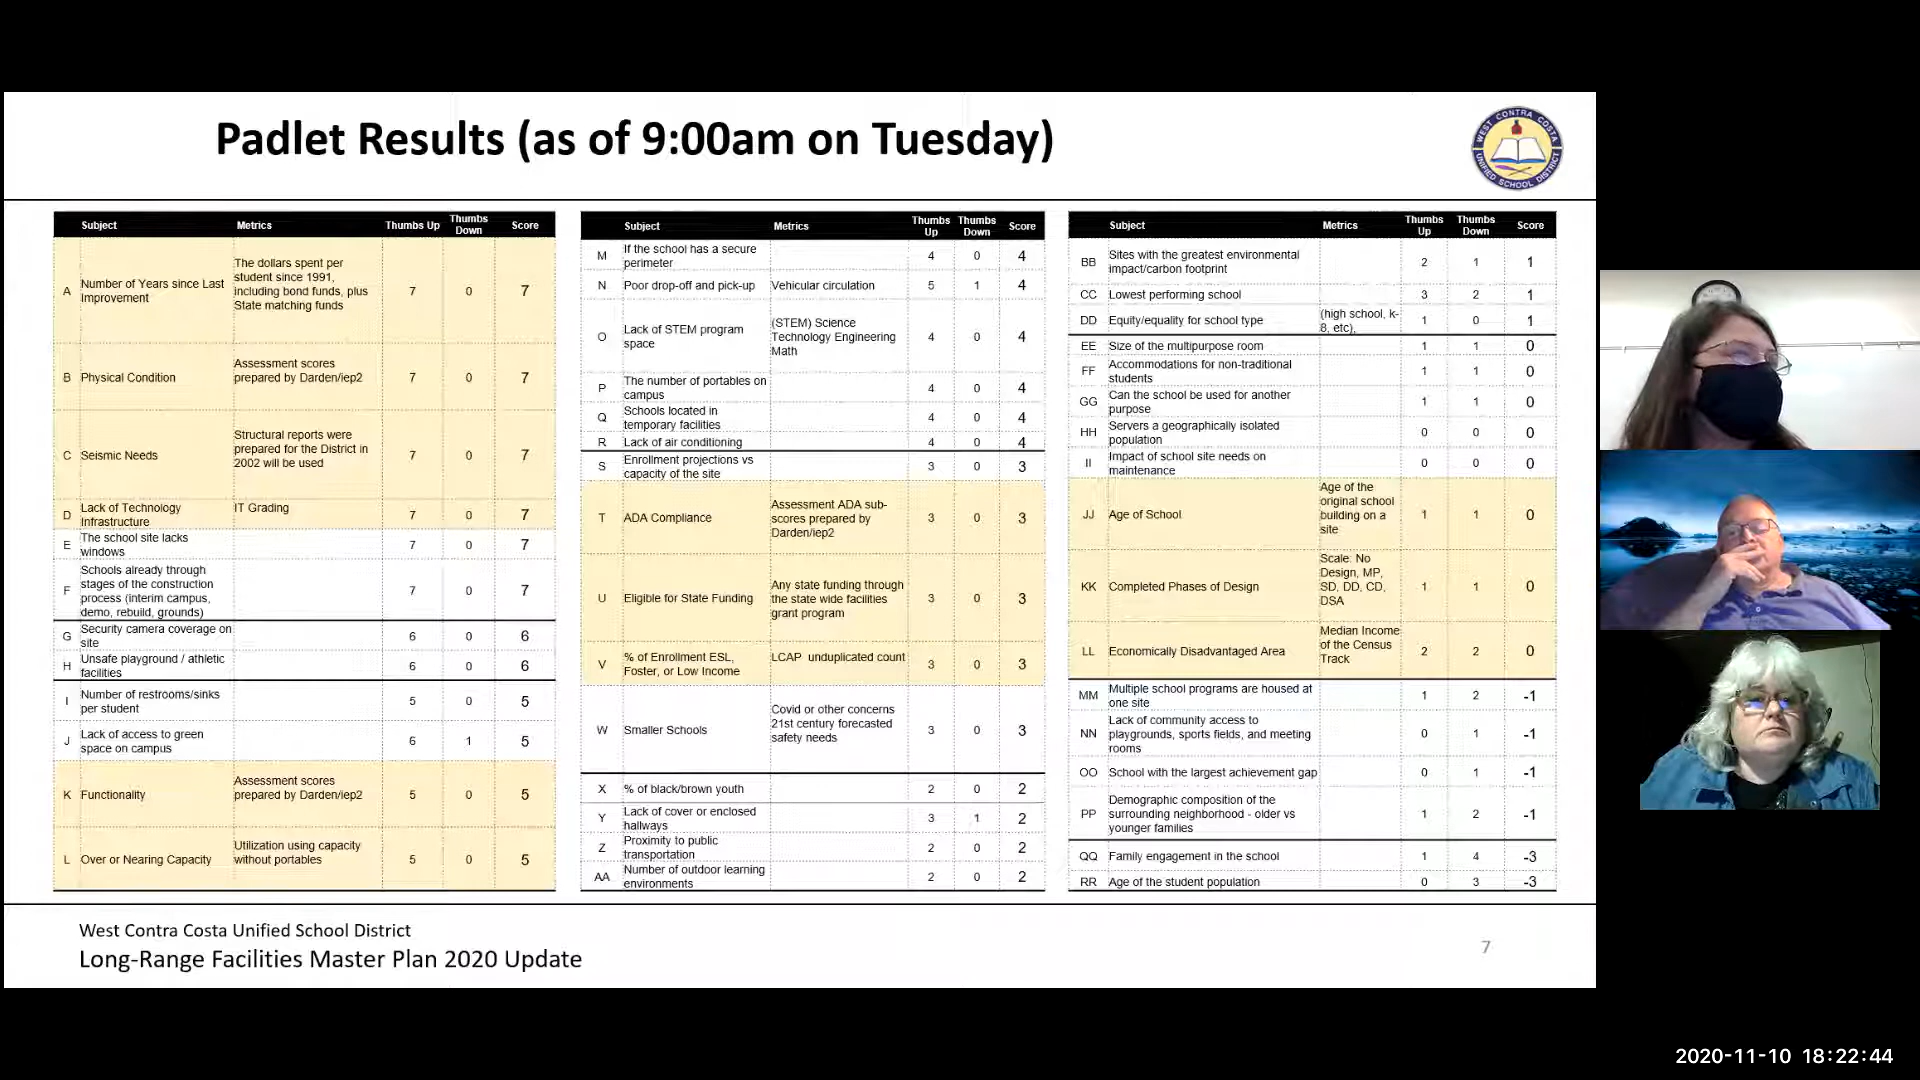 Padlet Results (as of 9:00am on Tuesday)
WEST CONTRA COSTA
UNIFIED SCHOOL DISTRICT
Subject Metrics Thumbs Up Thumbs Down Score
A Number of Years since Last Improvement The dollars spent per student since 1991, including bond funds, plus State matching funds 7 0 7
B Physical Condition Assessment scores prepared by Darden/iep2 7 0 7
C Seismic Needs Structural reports were prepared for the District in 2002 will be used 7 0 7
D Lack of Technology Infrastructure IT Grading 7 0 7
E The school site lacks windows 7 0 7
F Schools already through stages of the construction process (interim campus, demo, rebuild, grounds) 7 0 7
G Security camera coverage on site 6 0 6
H Unsafe playground / athletic facilities 6 0 6
I Number of restrooms/sinks per student 5 0 5
J Lack of access to green space on campus 6 1 5
K Functionality Assessment scores prepared by Darden/iep2 5 0 5
L Over or Nearing Capacity Utilization using capacity without portables 5 0 5
Subject Metrics Thumbs Up Thumbs Down Score
M If the school has a secure perimeter 4 0 4
N Poor drop-off and pick-up Vehicular circulation 5 1 4
O Lack of STEM program space (STEM) Science Technology Engineering Math 4 0 4
P The number of portables on campus 4 0 4
Q Schools located in temporary facilities 4 0 4
R Lack of air conditioning 4 0 4
S Enrollment projections vs capacity of the site 3 0 3
T ADA Compliance Assessment ADA sub-scores prepared by Darden/iep2 3 0 3
U Eligible for State Funding Any state funding through the state wide facilities grant program 3 0 3
V % of Enrollment ESL, Foster, or Low Income LCAP unduplicated count 3 0 3
W Smaller Schools Covid or other concerns 21st century forecasted safety needs 3 0 3
X % of black/brown youth 2 0 2
Y Lack of cover or enclosed hallways 3 1 2
Z Proximity to public transportation 2 0 2
AA Number of outdoor learning environments 2 0 2
Subject Metrics Thumbs Up Thumbs Down Score
BB Sites with the greatest environmental impact/carbon footprint 2 1 1
CC Lowest performing school 3 2 1
DD Equity/equality for school type (high school, k-8, etc), 1 0 1
EE Size of the multipurpose room 1 1 0
FF Accommodations for non-traditional students 1 1 0
GG Can the school be used for another purpose 1 1 0
HH Servers a geographically isolated population 0 0 0
II Impact of school site needs on maintenance 0 0 0
JJ Age of School Age of the original school building on a site 1 1 0
KK Completed Phases of Design Scale: No Design, MP, SD, DD, CD, DSA 1 1 0
LL Economically Disadvantaged Area Median Income of the Census Track 2 2 0
MM Multiple school programs are housed at one site 1 2 -1
NN Lack of community access to playgrounds, sports fields, and meeting rooms 0 1 -1
OO School with the largest achievement gap 0 1 -1
PP Demographic composition of the surrounding neighborhood - older vs younger families 1 2 -1
QQ Family engagement in the school 1 4 -3
RR Age of the student population 0 3 -3
West Contra Costa Unified School District
Long-Range Facilities Master Plan 2020 Update
7
2020-11-10 18:22:44